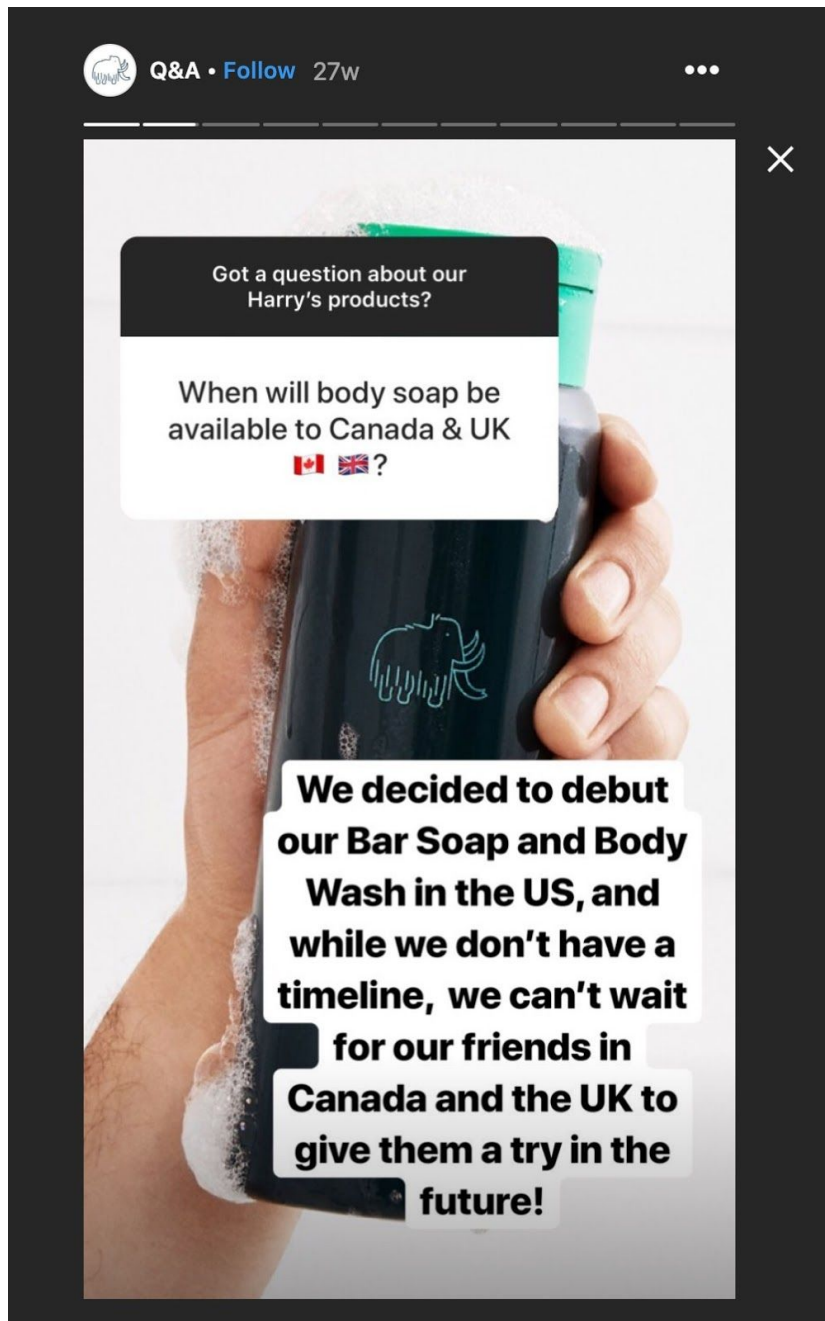 Q&A • Follow 27w
Got a question about our
Harry’s products?
When will body soap be
available to Canada & UK
🇨🇦 🇬🇧?
We decided to debut
our Bar Soap and Body
Wash in the US, and
while we don’t have a
timeline, we can’t wait
for our friends in
Canada and the UK to
give them a try in the
future!